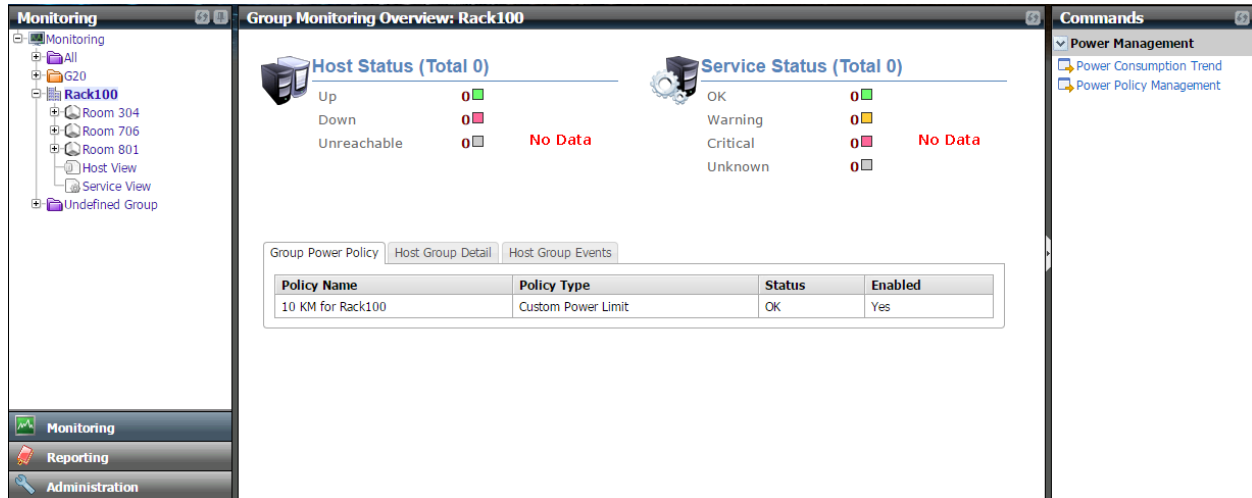 Monitoring
Monitoring
All
G20
Rack100
Room 304
Room 706
Room 801
Host View
Service View
Undefined Group
Monitoring
Reporting
Administration
Group Monitoring Overview: Rack100
Host Status (Total 0)
Up 0
Down 0
Unreachable 0
No Data
Service Status (Total 0)
OK 0
Warning 0
Critical 0
Unknown 0
No Data
Group Power Policy Host Group Detail Host Group Events
Policy Name Policy Type Status Enabled
10 KM for Rack100 Custom Power Limit OK Yes
Commands
Power Management
Power Consumption Trend
Power Policy Management